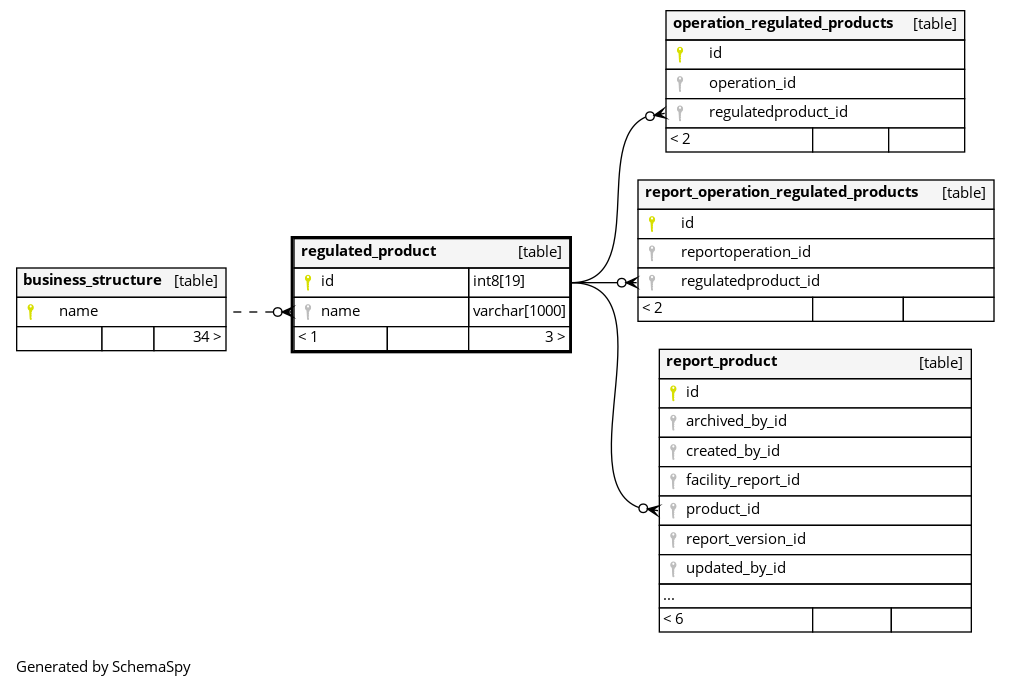 business_structure [table]
name
34 >
regulated_product [table]
id int8[19]
name varchar[1000]
< 1 3 >
operation_regulated_products [table]
id
operation_id
regulatedproduct_id
< 2
report_operation_regulated_products [table]
id
reportoperation_id
regulatedproduct_id
< 2
report_product [table]
id
archived_by_id
created_by_id
facility_report_id
product_id
report_version_id
updated_by_id
...
< 6
Generated by SchemaSpy